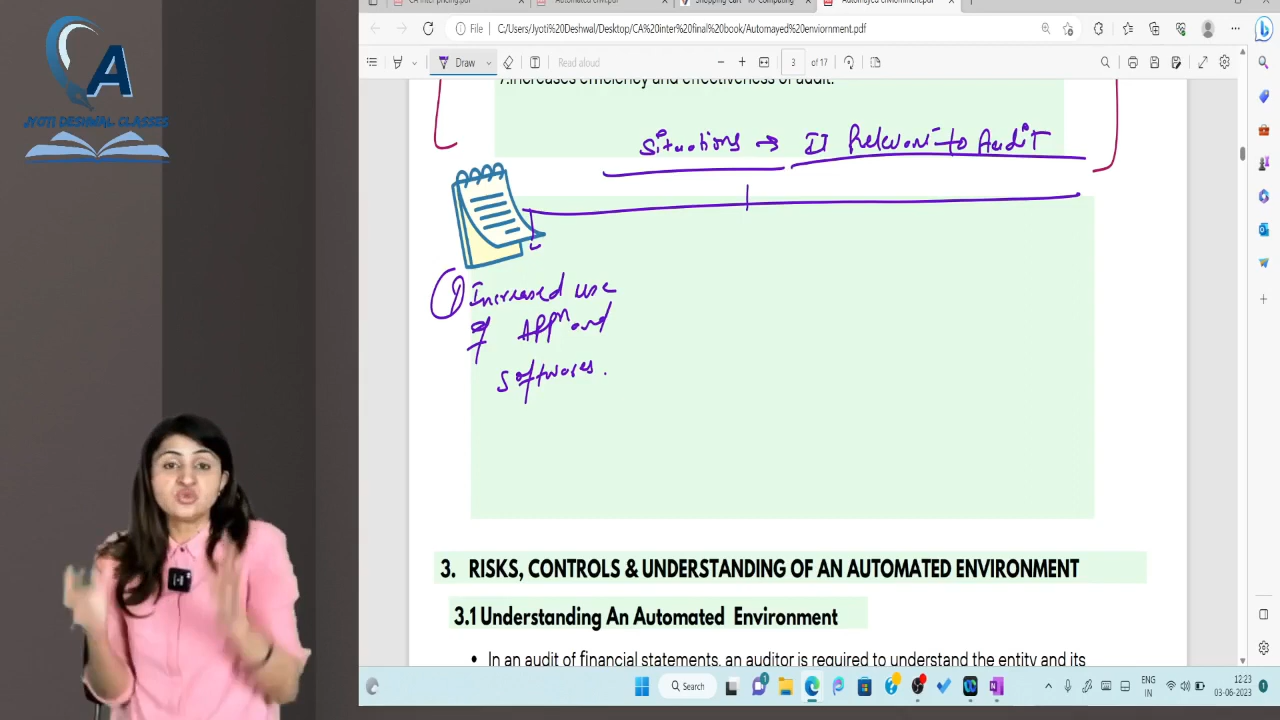 CA
JYOTI DESHWAL CLASSES
File
C:/Users/Jyoti%20Deshwal/Desktop/CA%20inter%20final%20book/Automayed%20enviornment.pdf
Draw
Read aloud
3
of 17
7.Increases efficiency and effectiveness of audit.
Situations → IT Relevant to Audit
① Increased use
of Appⁿ and
Softwares.
3. RISKS, CONTROLS & UNDERSTANDING OF AN AUTOMATED ENVIRONMENT
3.1 Understanding An Automated Environment
• In an audit of financial statements, an auditor is required to understand the entity and its
Search
ENG
IN
12:23
03-06-2023